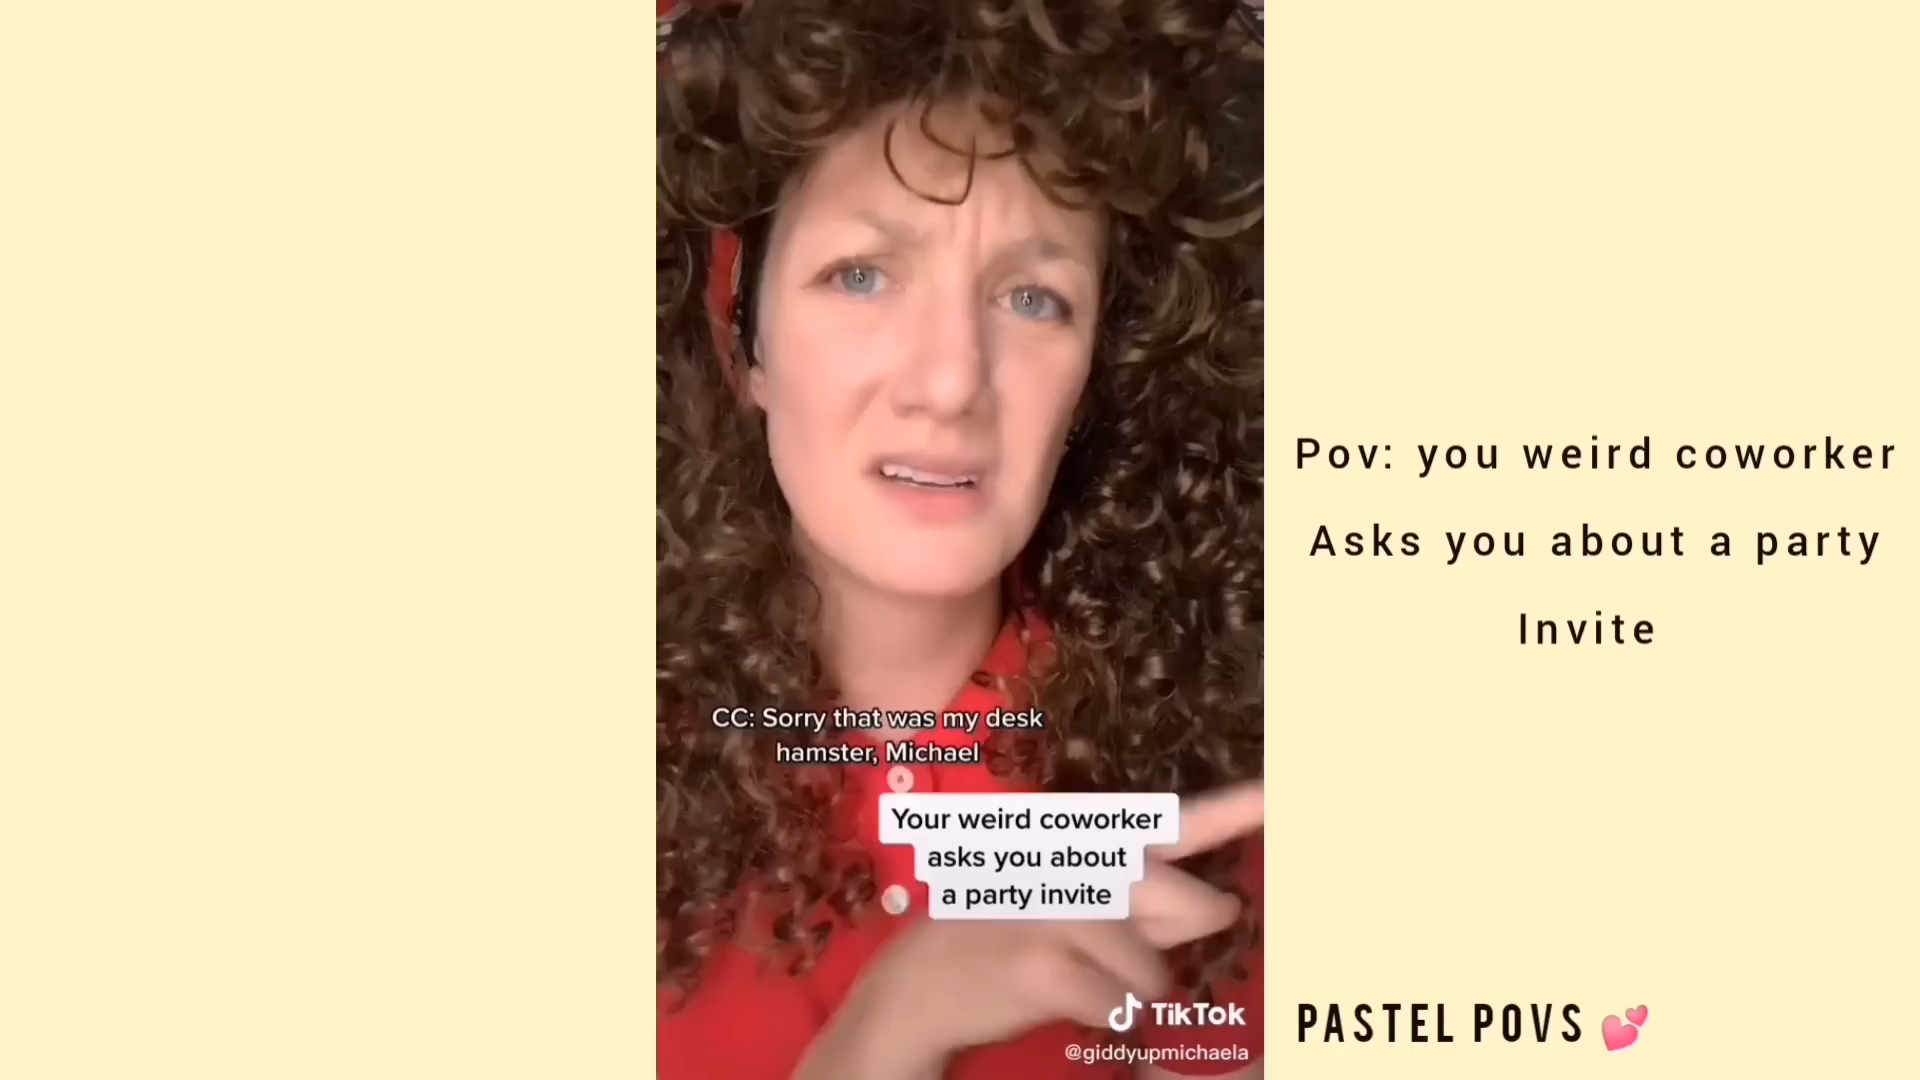 CC: Sorry that was my desk
hamster, Michael
Your weird coworker
asks you about
a party invite
TikTok
@giddyupmichaela
Pov: you weird coworker
Asks you about a party
Invite
PASTEL POVS 💕